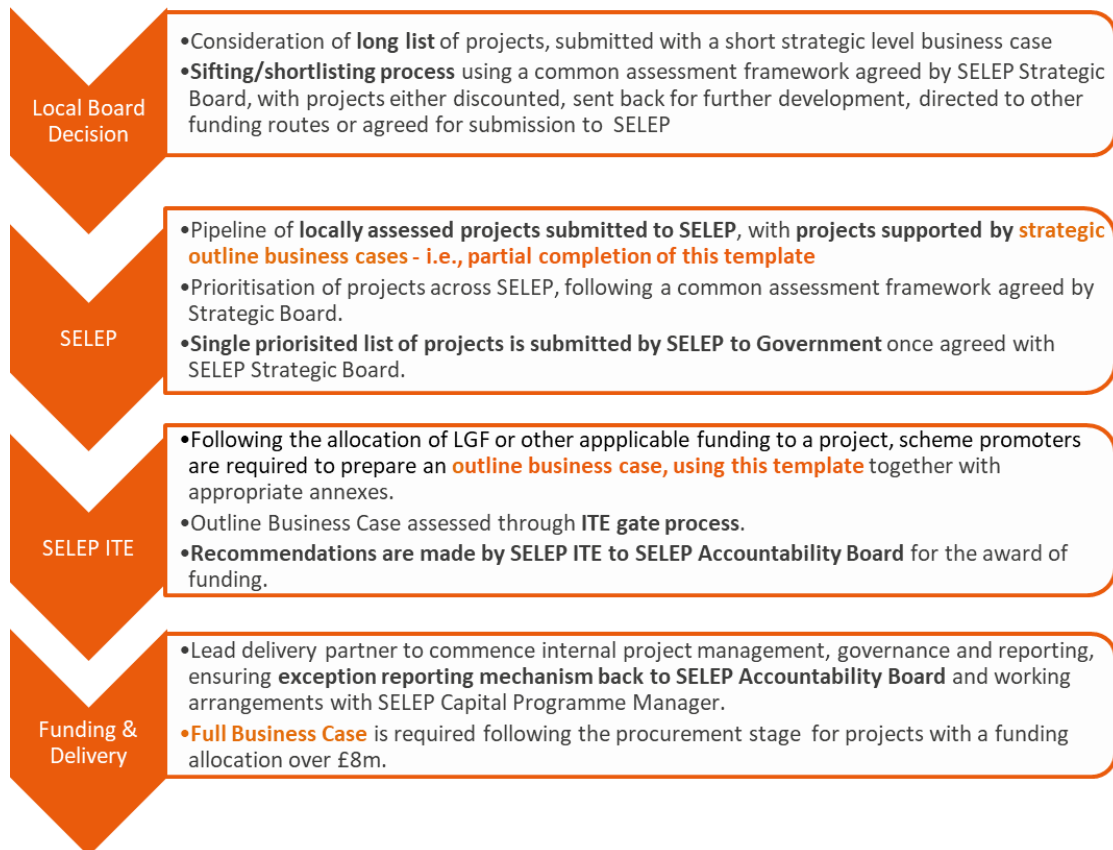 Local Board
Decision
•Consideration of long list of projects, submitted with a short strategic level business case
•Sifting/shortlisting process using a common assessment framework agreed by SELEP Strategic
Board, with projects either discounted, sent back for further development, directed to other
funding routes or agreed for submission to SELEP
SELEP
•Pipeline of locally assessed projects submitted to SELEP, with projects supported by strategic
outline business cases - i.e., partial completion of this template
•Prioritisation of projects across SELEP, following a common assessment framework agreed by
Strategic Board.
•Single priorisited list of projects is submitted by SELEP to Government once agreed with
SELEP Strategic Board.
SELEP ITE
•Following the allocation of LGF or other appplicable funding to a project, scheme promoters
are required to prepare an outline business case, using this template together with
appropriate annexes.
•Outline Business Case assessed through ITE gate process.
•Recommendations are made by SELEP ITE to SELEP Accountability Board for the award of
funding.
Funding &
Delivery
•Lead delivery partner to commence internal project management, governance and reporting,
ensuring exception reporting mechanism back to SELEP Accountability Board and working
arrangements with SELEP Capital Programme Manager.
•Full Business Case is required following the procurement stage for projects with a funding
allocation over £8m.